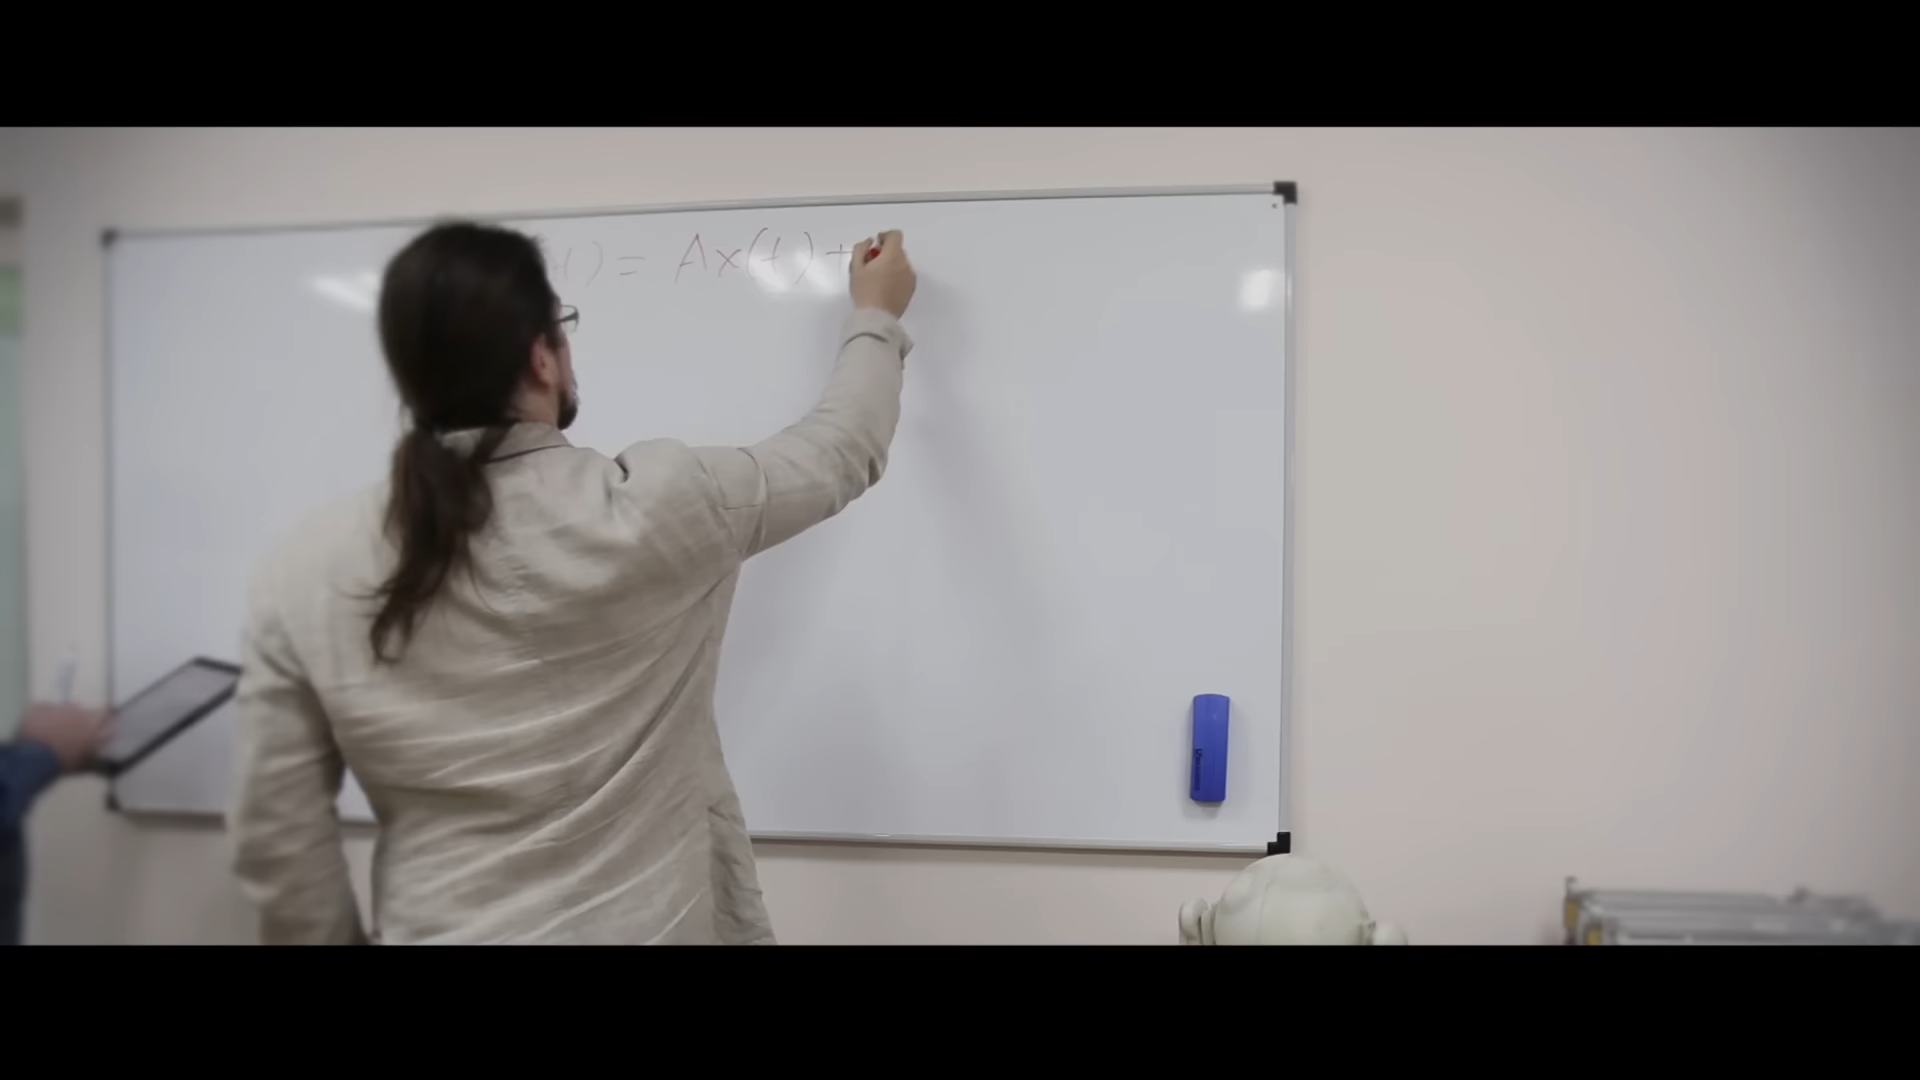 (t) = Ax(t) +